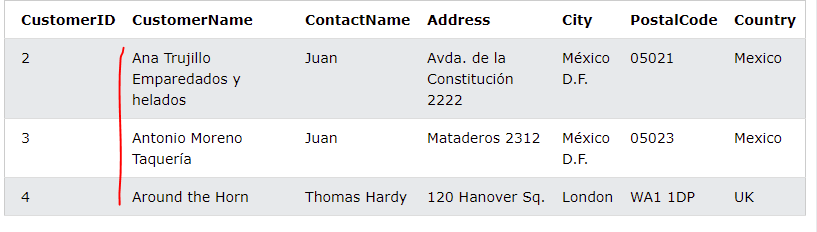 CustomerID CustomerName ContactName Address City PostalCode Country
2 Ana Trujillo Juan Avda. de la México 05021 Mexico
Emparedados y Constitución D.F.
helados 2222
3 Antonio Moreno Juan Mataderos 2312 México 05023 Mexico
Taquería D.F.
4 Around the Horn Thomas Hardy 120 Hanover Sq. London WA1 1DP UK